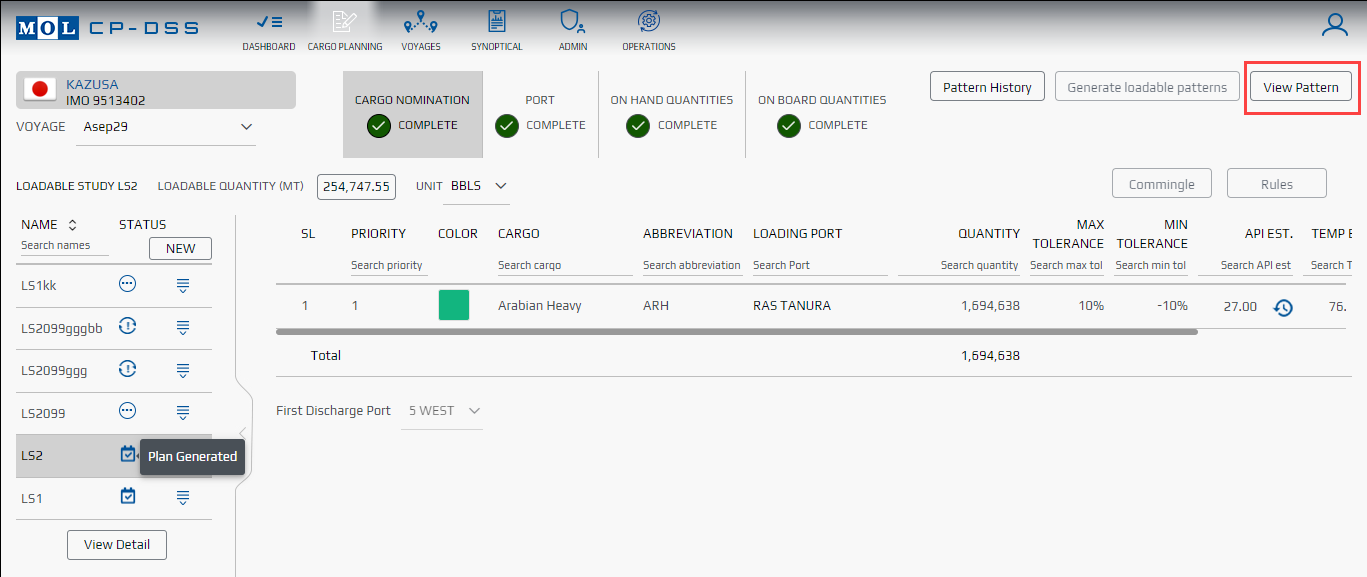 MOL CP-DSS
DASHBOARD CARGO PLANNING VOYAGES SYNOPTICAL ADMIN OPERATIONS
KAZUSA
IMO 9513402
VOYAGE Asep29
CARGO NOMINATION
COMPLETE
PORT
COMPLETE
ON HAND QUANTITIES
COMPLETE
ON BOARD QUANTITIES
COMPLETE
Pattern History Generate loadable patterns View Pattern
LOADABLE STUDY LS2 LOADABLE QUANTITY (MT) 254,747.55 UNIT BBLS
Commingle Rules
NAME STATUS
Search names NEW
LS1kk
LS2099gggbb
LS2099ggg
LS2099
LS2 Plan Generated
LS1
View Detail
SL PRIORITY COLOR CARGO ABBREVIATION LOADING PORT QUANTITY MAX TOLERANCE MIN TOLERANCE API EST. TEMP E
Search priority Search cargo Search abbreviation Search Port Search quantity Search max tol Search min tol Search API est Search T
1 1 Arabian Heavy ARH RAS TANURA 1,694,638 10% -10% 27.00 76.
Total 1,694,638
First Discharge Port 5 WEST